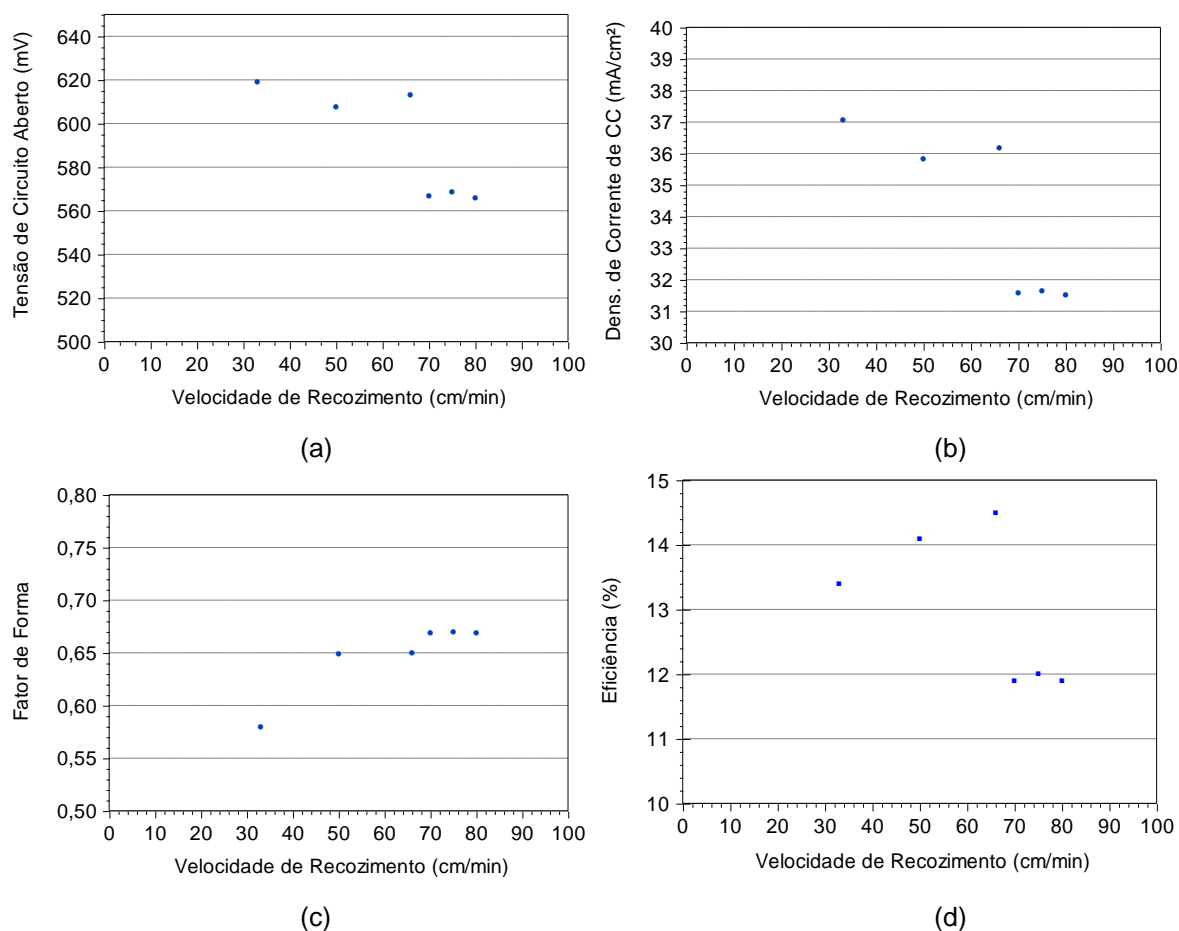 Tensão de Circuito Aberto (mV)
640
620
600
580
560
540
520
500
0 10 20 30 40 50 60 70 80 90 100
Velocidade de Recozimento (cm/min)
(a)
Dens. de Corrente de CC (mA/cm²)
40
39
38
37
36
35
34
33
32
31
30
0 10 20 30 40 50 60 70 80 90 100
Velocidade de Recozimento (cm/min)
(b)
Fator de Forma
0,80
0,75
0,70
0,65
0,60
0,55
0,50
0 10 20 30 40 50 60 70 80 90 100
Velocidade de Recozimento (cm/min)
(c)
Eficiência (%)
15
14
13
12
11
10
0 10 20 30 40 50 60 70 80 90 100
Velocidade de Recozimento (cm/min)
(d)